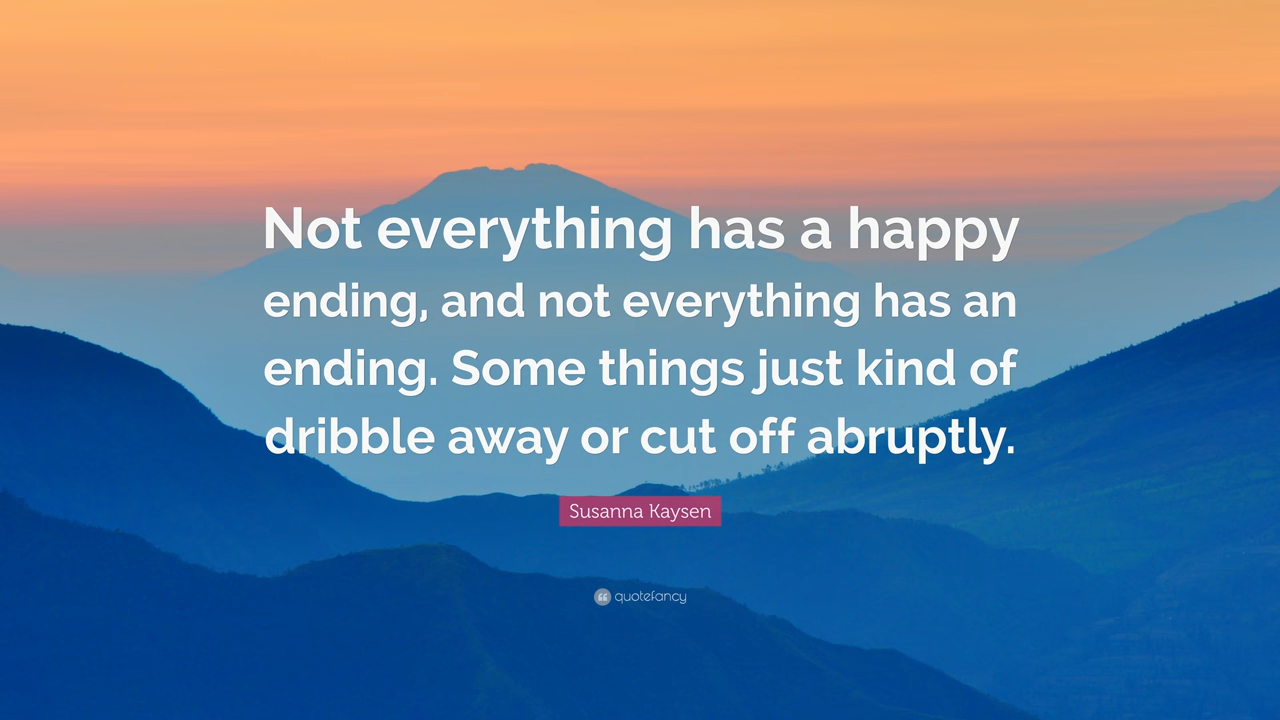 Not everything has a happy
ending, and not everything has an
ending. Some things just kind of
dribble away or cut off abruptly.
Susanna Kaysen
quotefancy